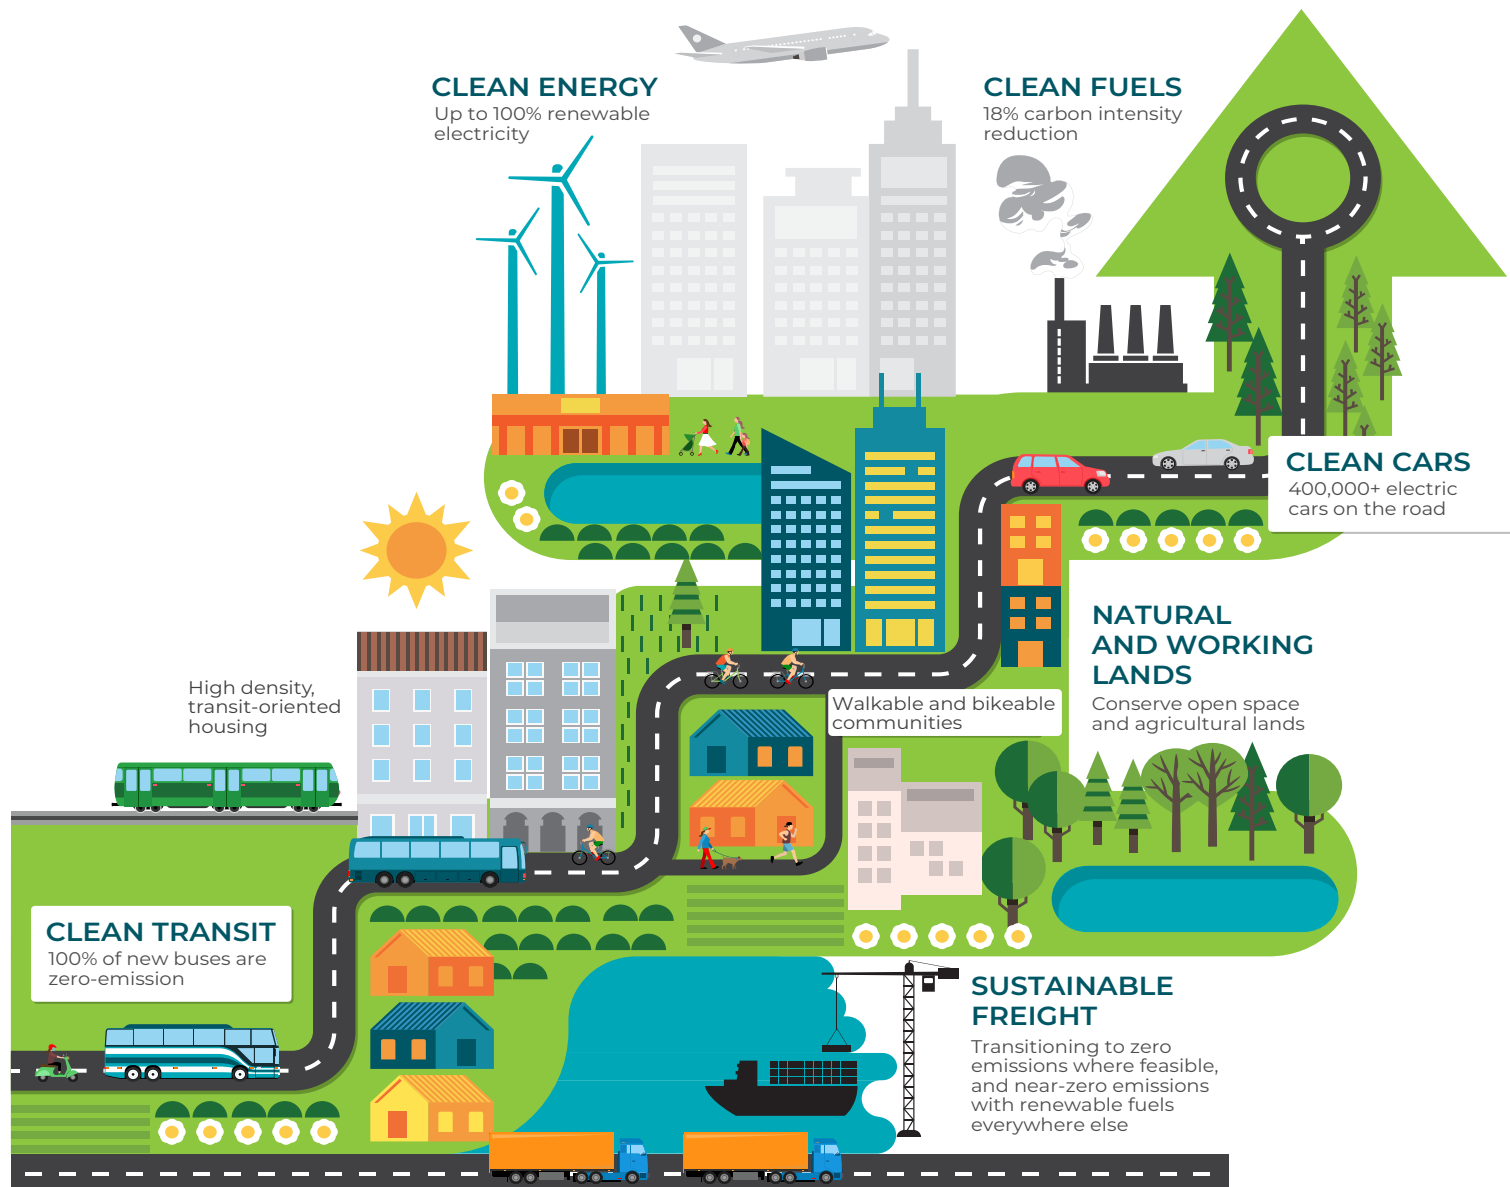 CLEAN ENERGY
Up to 100% renewable
electricity
CLEAN FUELS
18% carbon intensity
reduction
CLEAN CARS
400,000+ electric
cars on the road
NATURAL
AND WORKING
LANDS
Conserve open space
and agricultural lands
High density,
transit-oriented
housing
Walkable and bikeable
communities
CLEAN TRANSIT
100% of new buses are
zero-emission
SUSTAINABLE
FREIGHT
Transitioning to zero
emissions where feasible,
and near-zero emissions
with renewable fuels
everywhere else